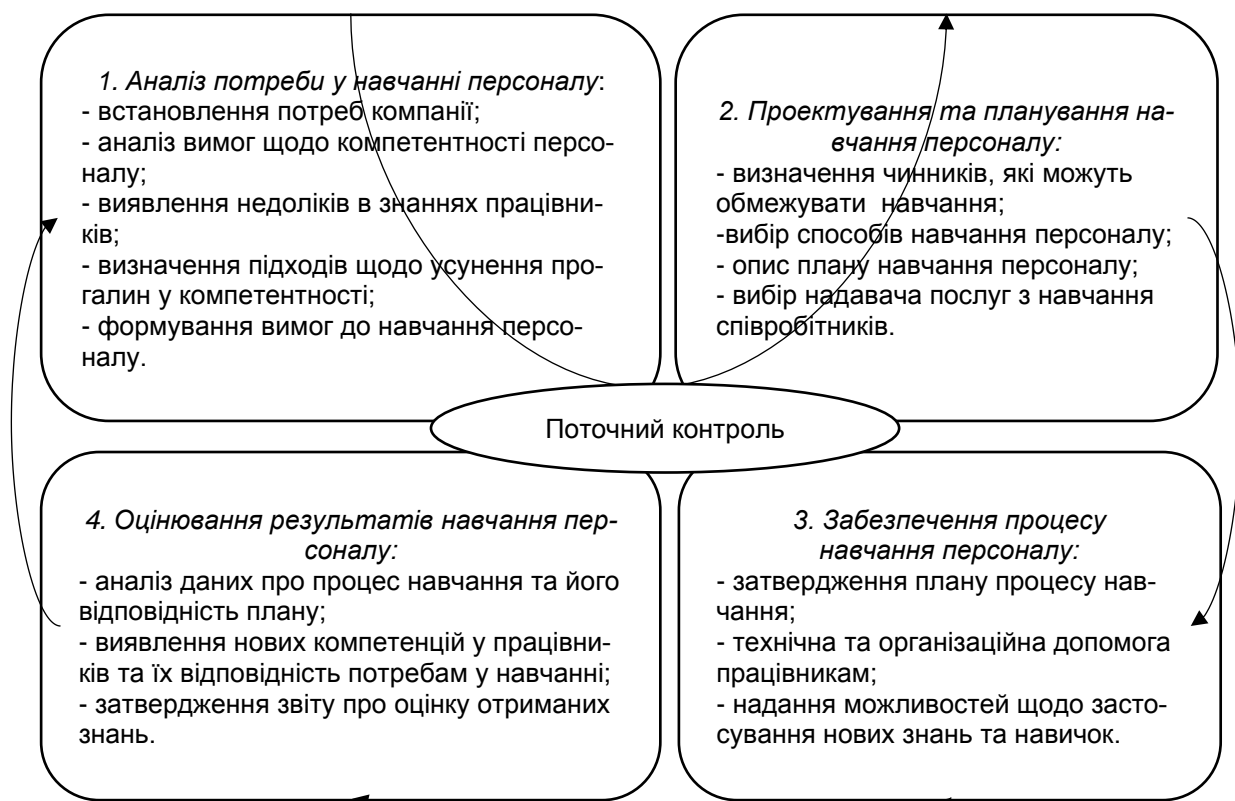 1. Аналіз потреби у навчанні персоналу:
- встановлення потреб компанії;
- аналіз вимог щодо компетентності персо-
налу;
- виявлення недоліків в знаннях працівни-
ків;
- визначення підходів щодо усунення про-
галин у компетентності;
- формування вимог до навчання персо-
налу.
2. Проектування та планування на-
вчання персоналу:
- визначення чинників, які можуть
обмежувати навчання;
-вибір способів навчання персоналу;
- опис плану навчання персоналу;
- вибір надавача послуг з навчання
співробітників.
Поточний контроль
4. Оцінювання результатів навчання пер-
соналу:
- аналіз даних про процес навчання та його
відповідність плану;
- виявлення нових компетенцій у працівни-
ків та їх відповідність потребам у навчанні;
- затвердження звіту про оцінку отриманих
знань.
3. Забезпечення процесу
навчання персоналу:
- затвердження плану процесу нав-
чання;
- технічна та організаційна допомога
працівникам;
- надання можливостей щодо засто-
сування нових знань та навичок.